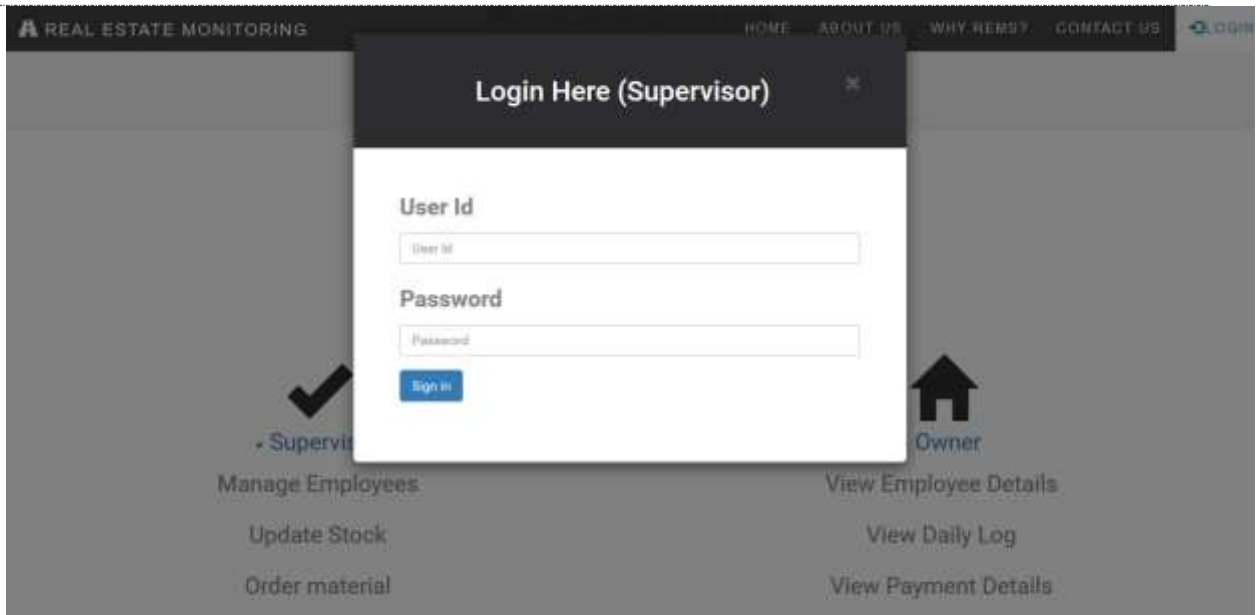 REAL ESTATE MONITORING HOME ABOUT US WHY REMS? CONTACT US LOGIN
Login Here (Supervisor) ×
User Id
User Id
Password
Password
Sign in
Owner
Manage Employees View Employee Details
Update Stock View Daily Log
Order material View Payment Details